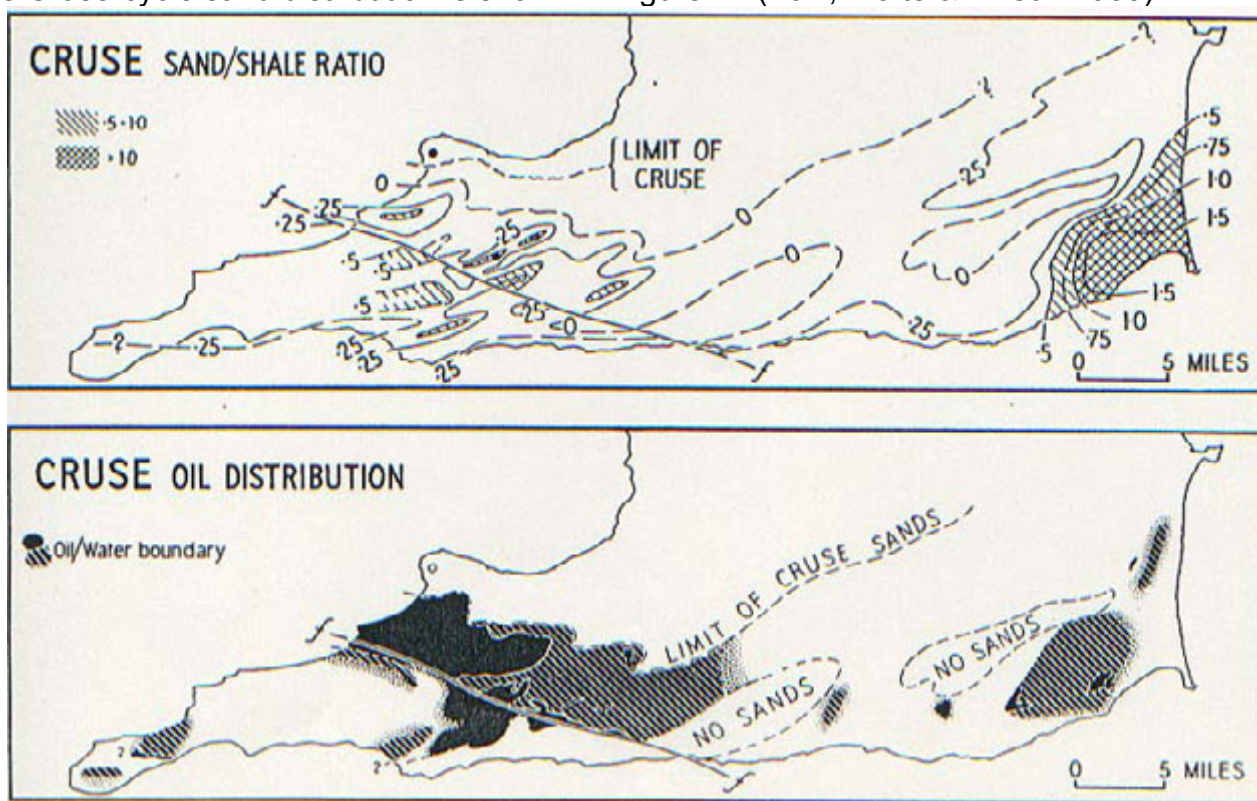 CRUSE SAND/SHALE RATIO
·5-·10
>10
LIMIT OF
CRUSE
?
?
0
0
0
0
0
f
·25
·25
·25
·25
·5
·5
·5
·25
·25
·25
·25
?
·25
f
·25
·5
·75
1·0
1·5
1·5
1·0
·75
·5
0 5 MILES
CRUSE OIL DISTRIBUTION
Oil/Water boundary
LIMIT OF CRUSE SANDS
NO SANDS
NO SANDS
f
f
?
?
0 5 MILES